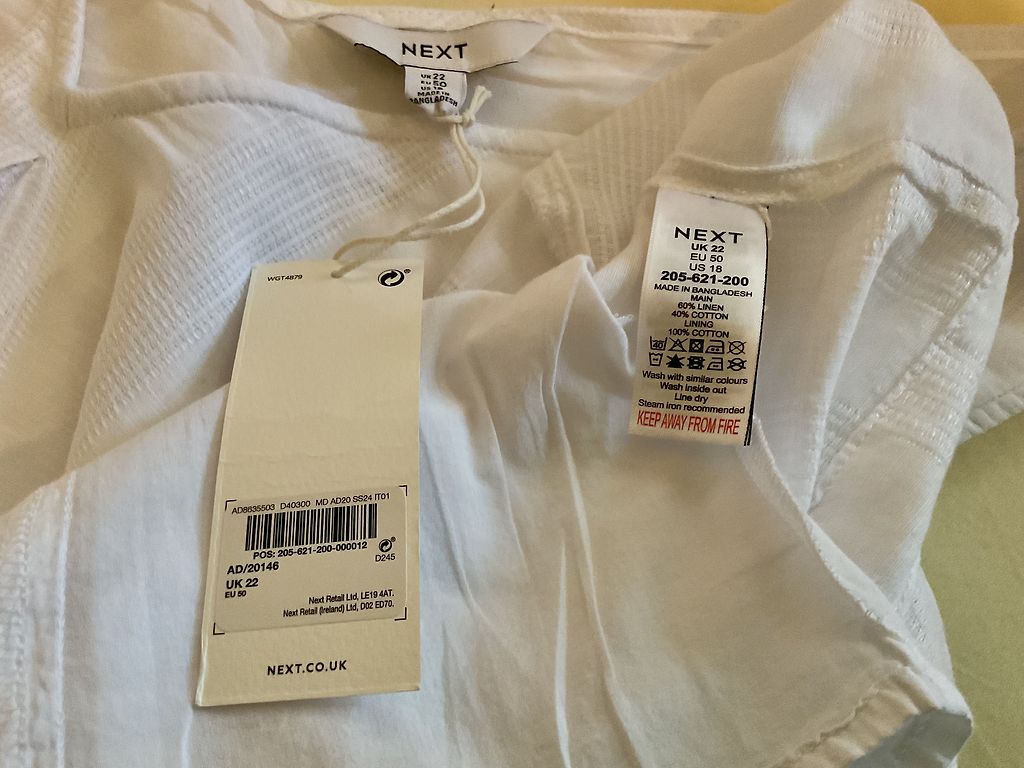 NEXT
UK 22
EU 50
US 18
MADE IN
BANGLADESH
WGT4879
AD8635503 D40300 MD AD20 SS24 IT01
POS: 205-621-200-000012
D245
AD/20146
UK 22
EU 50
Next Retail Ltd, LE19 4AT.
Next Retail (Ireland) Ltd, D02 ED70.
NEXT.CO.UK
NEXT
UK 22
EU 50
US 18
205-621-200
MADE IN BANGLADESH
MAIN
60% LINEN
40% COTTON
LINING
100% COTTON
40
Wash with similar colours
Wash inside out
Line dry
Steam iron recommended
KEEP AWAY FROM FIRE